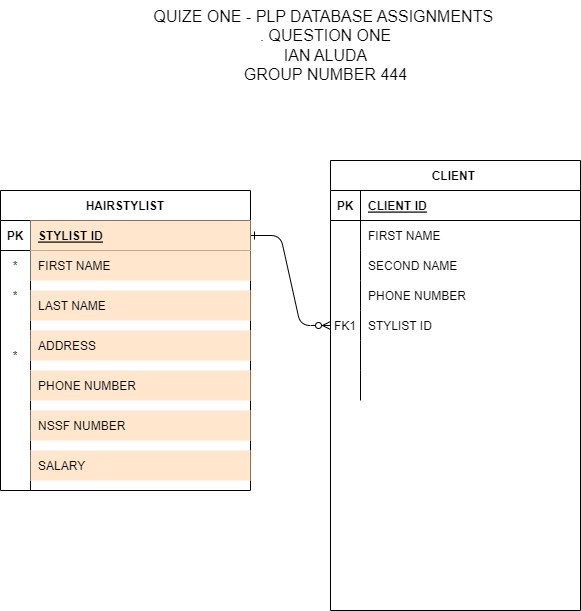 QUIZE ONE - PLP DATABASE ASSIGNMENTS
. QUESTION ONE
IAN ALUDA
GROUP NUMBER 444
HAIRSTYLIST
PK STYLIST ID
* FIRST NAME
* LAST NAME
* ADDRESS
PHONE NUMBER
NSSF NUMBER
SALARY
CLIENT
PK CLIENT ID
FIRST NAME
SECOND NAME
PHONE NUMBER
FK1 STYLIST ID